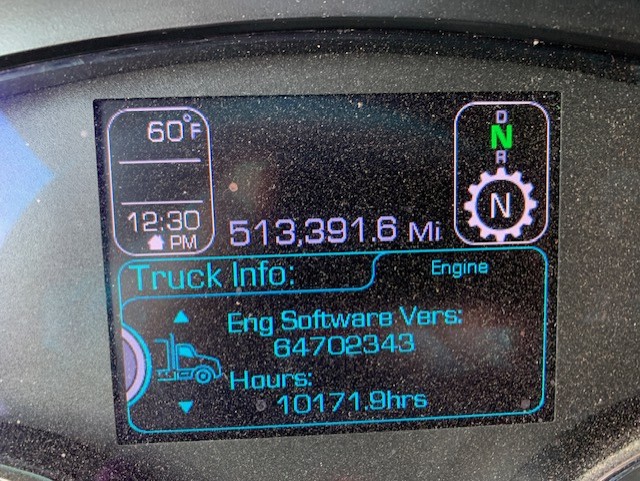 60°F
12:30
PM
513,391.6 Mi
D
N
R
N
Truck Info:
Engine
Eng Software Vers:
64702343
Hours:
10171.9hrs